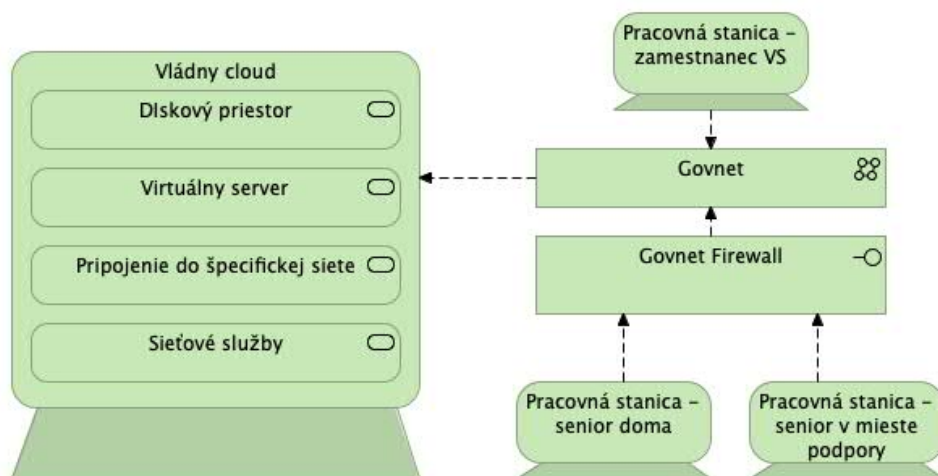 Vládny cloud
DIskový priestor
Virtuálny server
Pripojenie do špecifickej siete
Sieťové služby
Pracovná stanica –
zamestnanec VS
Govnet
Govnet Firewall
Pracovná stanica –
senior doma
Pracovná stanica –
senior v mieste
podpory